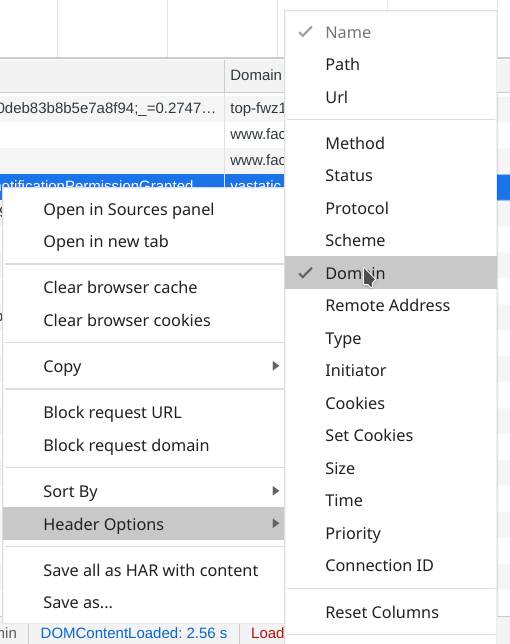 Domain
0deb83b8b5e7a8f94;_=0.2747...
top-fwz1
www.fac
www.fac
otificationPermissionGranted
yastatic
Open in Sources panel
Open in new tab
Clear browser cache
Clear browser cookies
Copy
Block request URL
Block request domain
Sort By
Header Options
Save all as HAR with content
Save as...
Name
Path
Url
Method
Status
Protocol
Scheme
Domain
Remote Address
Type
Initiator
Cookies
Set Cookies
Size
Time
Priority
Connection ID
Reset Columns
min
DOMContentLoaded: 2.56 s
Load